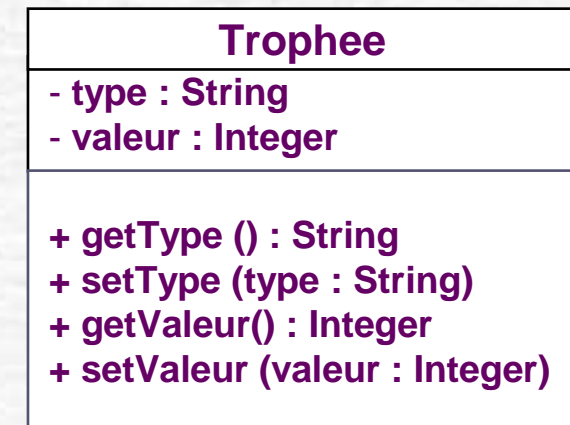 Trophee
- type : String
- valeur : Integer
+ getType () : String
+ setType (type : String)
+ getValeur() : Integer
+ setValeur (valeur : Integer)